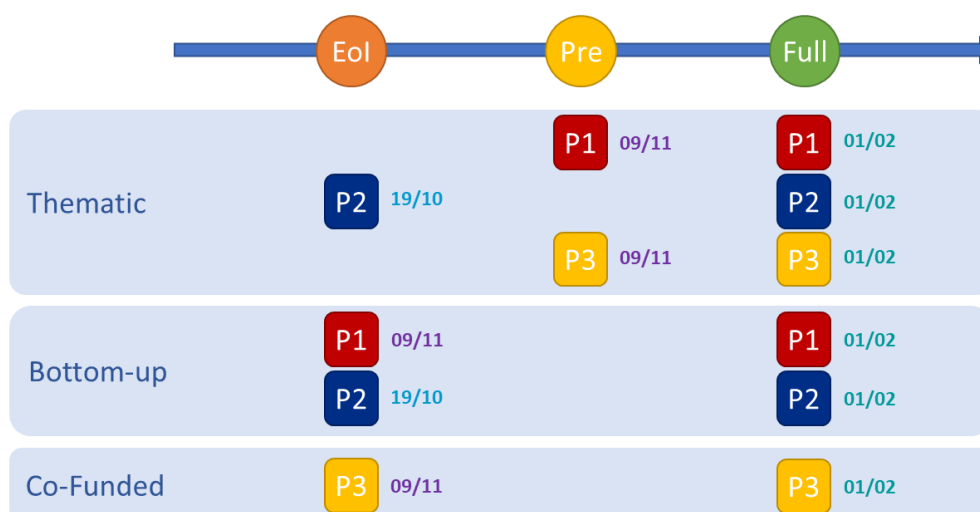 EoI Pre Full
P1 09/11 P1 01/02
Thematic P2 19/10 P2 01/02
P3 09/11 P3 01/02
P1 09/11 P1 01/02
Bottom-up
P2 19/10 P2 01/02
Co-Funded P3 09/11 P3 01/02